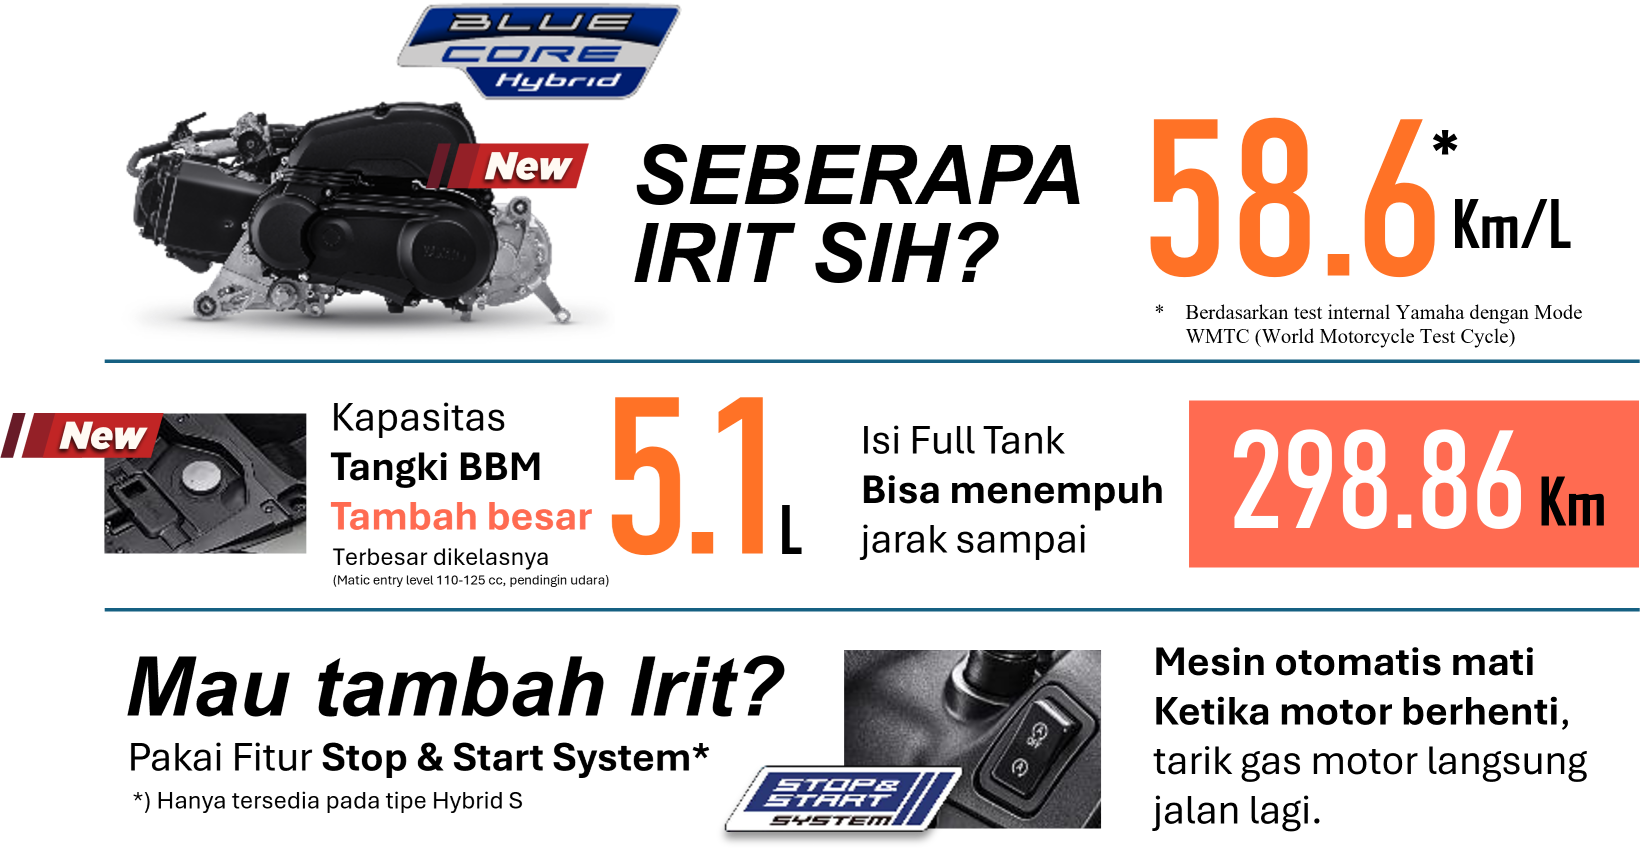 BLUE
CORE
Hybrid
New
SEBERAPA
IRIT SIH?
58.6*
Km/L
* Berdasarkan test internal Yamaha dengan Mode
WMTC (World Motorcycle Test Cycle)
New
Kapasitas
Tangki BBM
Tambah besar
Terbesar dikelasnya
(Matic entry level 110-125 cc, pendingin udara)
5.1 L
Isi Full Tank
Bisa menempuh
jarak sampai
298.86 Km
Mau tambah Irit?
Pakai Fitur Stop & Start System*
*) Hanya tersedia pada tipe Hybrid S
OFF
STOP&
START
SYSTEM
Mesin otomatis mati
Ketika motor berhenti,
tarik gas motor langsung
jalan lagi.